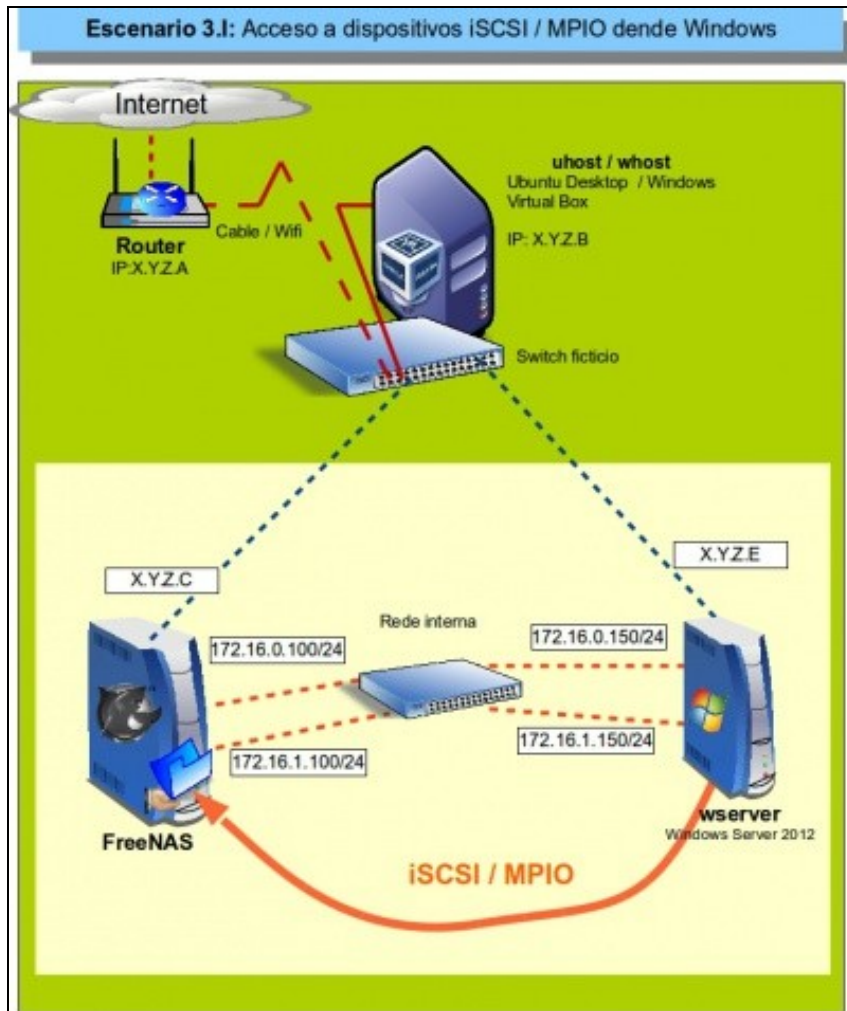 Escenario 3.I: Acceso a dispositivos iSCSI / MPIO dende Windows
Internet
Router
IP:X.Y.Z.A
Cable / Wifi
uhost / whost
Ubuntu Desktop / Windows
Virtual Box
IP: X.Y.Z.B
Switch ficticio
X.Y.Z.C
X.Y.Z.E
Rede interna
172.16.0.100/24
172.16.0.150/24
172.16.1.100/24
172.16.1.150/24
FreeNAS
wserver
Windows Server 2012
iSCSI / MPIO